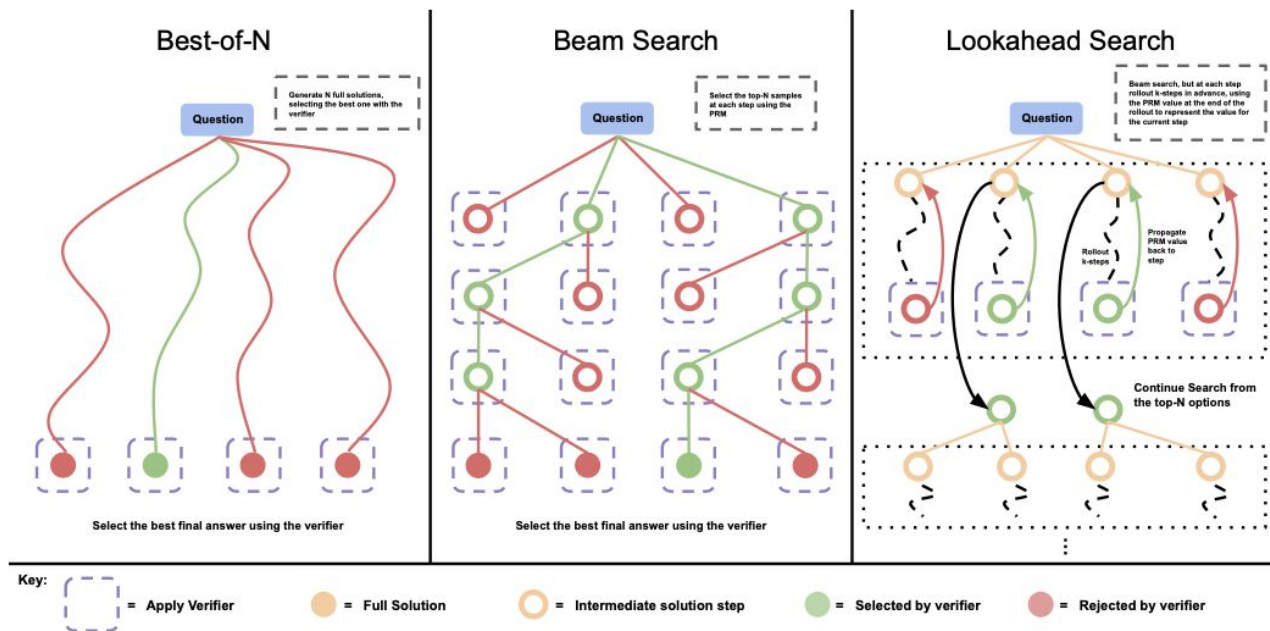 Best-of-N
Generate N full solutions,
selecting the best one with the
verifier
Question
Select the best final answer using the verifier
Beam Search
Select the top-N samples
at each step using the
PRM
Question
Select the best final answer using the verifier
Lookahead Search
Beam search, but at each step
rollout k-steps in advance, using
the PRM value at the end of the
rollout to represent the value for
the current step
Question
Rollout
k-steps
Propagate
PRM value
back to
step
Continue Search from
the top-N options
Key:
= Apply Verifier
= Full Solution
= Intermediate solution step
= Selected by verifier
= Rejected by verifier